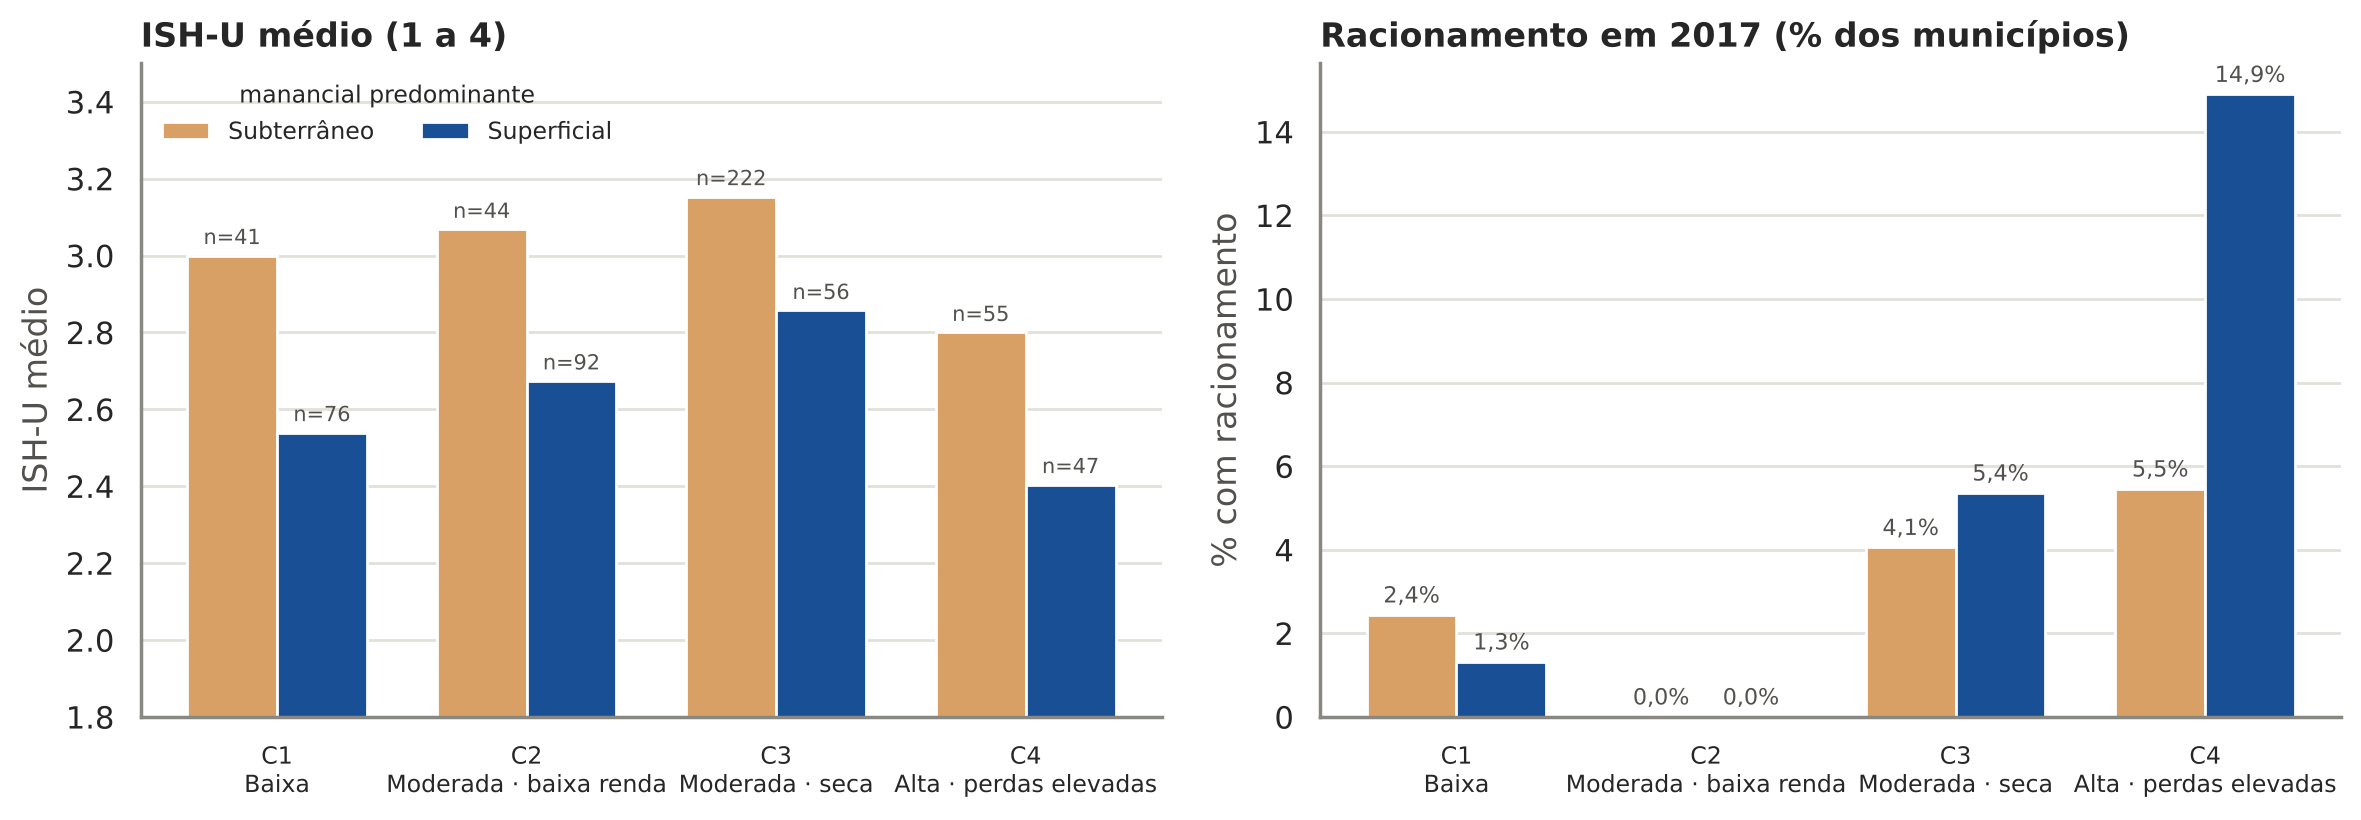 ISH-U médio (1 a 4)
ISH-U médio
3.4
3.2
3.0
2.8
2.6
2.4
2.2
2.0
1.8
manancial predominante
Subterrâneo
Superficial
n=41
n=76
n=44
n=92
n=222
n=56
n=55
n=47
C1
Baixa
C2
Moderada · baixa renda
C3
Moderada · seca
C4
Alta · perdas elevadas
Racionamento em 2017 (% dos municípios)
% com racionamento
14
12
10
8
6
4
2
0
2,4%
1,3%
0,0%
0,0%
4,1%
5,4%
5,5%
14,9%
C1
Baixa
C2
Moderada · baixa renda
C3
Moderada · seca
C4
Alta · perdas elevadas